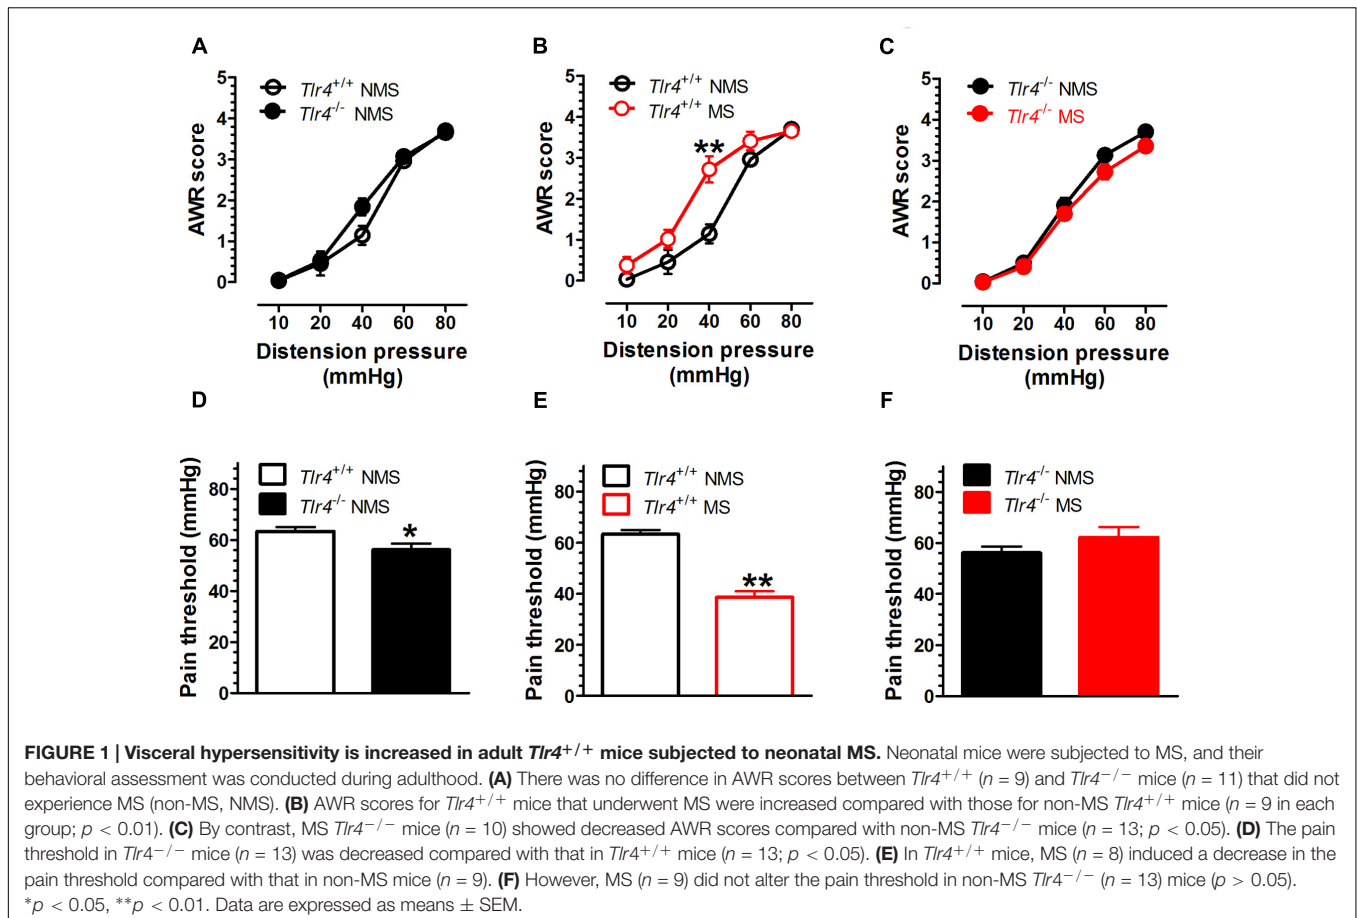 A
5
4
3
2
1
0
AWR score
Tlr4+/+ NMS
Tlr4-/- NMS
10 20 40 60 80
Distension pressure
(mmHg)
B
5
4
3
2
1
0
AWR score
Tlr4+/+ NMS
Tlr4+/+ MS
**
10 20 40 60 80
Distension pressure
(mmHg)
C
5
4
3
2
1
0
AWR score
Tlr4-/- NMS
Tlr4-/- MS
10 20 40 60 80
Distension pressure
(mmHg)
D
80
60
40
20
0
Pain threshold (mmHg)
Tlr4+/+ NMS
Tlr4-/- NMS
*
E
80
60
40
20
0
Pain threshold (mmHg)
Tlr4+/+ NMS
Tlr4+/+ MS
**
F
80
60
40
20
0
Pain threshold (mmHg)
Tlr4-/- NMS
Tlr4-/- MS
FIGURE 1 | Visceral hypersensitivity is increased in adult Tlr4+/+ mice subjected to neonatal MS. Neonatal mice were subjected to MS, and their
behavioral assessment was conducted during adulthood. (A) There was no difference in AWR scores between Tlr4+/+ (n = 9) and Tlr4−/− mice (n = 11) that did not
experience MS (non-MS, NMS). (B) AWR scores for Tlr4+/+ mice that underwent MS were increased compared with those for non-MS Tlr4+/+ mice (n = 9 in each
group; p < 0.01). (C) By contrast, MS Tlr4−/− mice (n = 10) showed decreased AWR scores compared with non-MS Tlr4−/− mice (n = 13; p < 0.05). (D) The pain
threshold in Tlr4−/− mice (n = 13) was decreased compared with that in Tlr4+/+ mice (n = 13; p < 0.05). (E) In Tlr4+/+ mice, MS (n = 8) induced a decrease in the
pain threshold compared with that in non-MS mice (n = 9). (F) However, MS (n = 9) did not alter the pain threshold in non-MS Tlr4−/− (n = 13) mice (p > 0.05).
*p < 0.05, **p < 0.01. Data are expressed as means ± SEM.